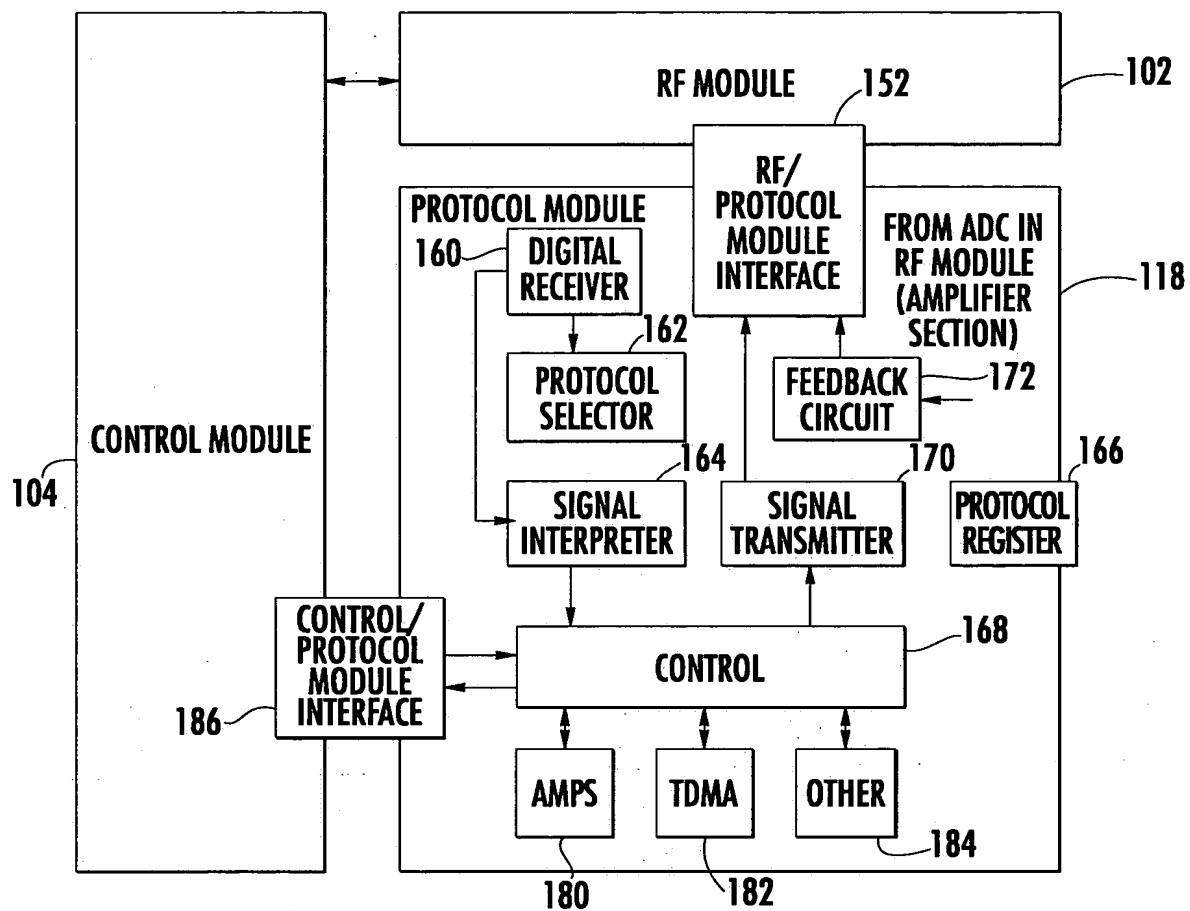 RF MODULE
102
152
RF/
PROTOCOL
MODULE
INTERFACE
PROTOCOL MODULE
160
DIGITAL
RECEIVER
FROM ADC IN
RF MODULE
(AMPLIFIER
SECTION)
118
162
PROTOCOL
SELECTOR
FEEDBACK
CIRCUIT
172
CONTROL MODULE
104
164
SIGNAL
INTERPRETER
170
SIGNAL
TRANSMITTER
166
PROTOCOL
REGISTER
CONTROL/
PROTOCOL
MODULE
INTERFACE
186
CONTROL
168
AMPS
TDMA
OTHER
180
182
184